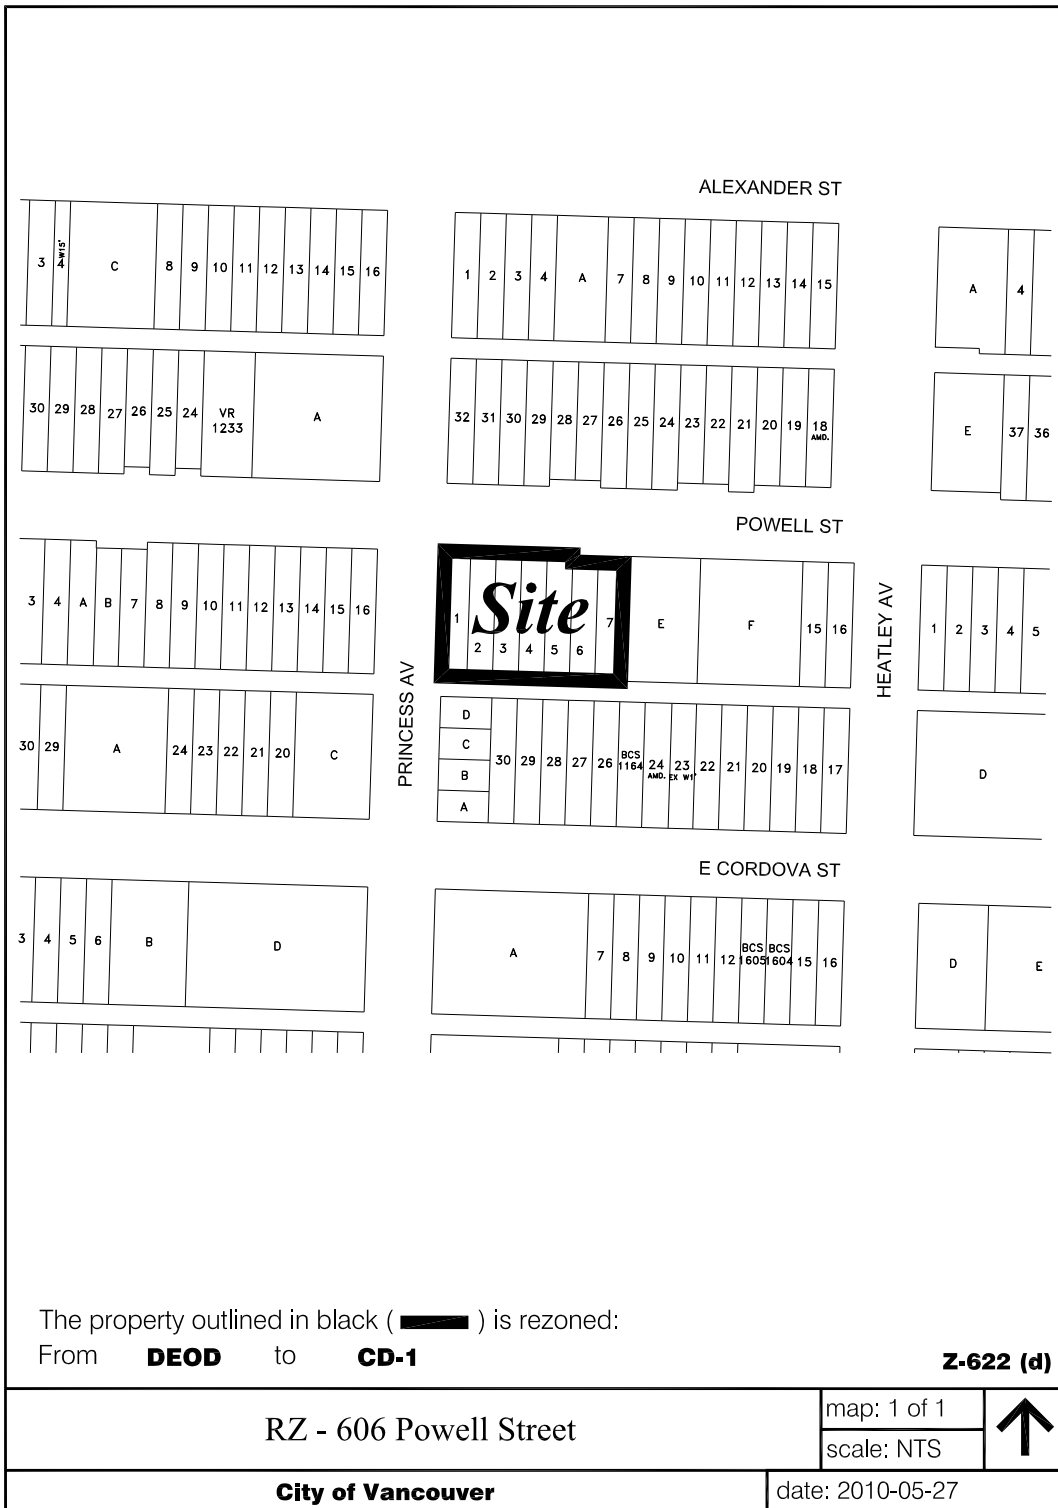 ALEXANDER ST
3 4 W15' C 8 9 10 11 12 13 14 15 16
1 2 3 4 A 7 8 9 10 11 12 13 14 15
A 4
30 29 28 27 26 25 24 VR 1233 A
32 31 30 29 28 27 26 25 24 23 22 21 20 19 18 AMD.
E 37 36
POWELL ST
3 4 A B 7 8 9 10 11 12 13 14 15 16
1 2 3 4 5 6 7
Site
E F 15 16
1 2 3 4 5
PRINCESS AV
HEATLEY AV
30 29 A 24 23 22 21 20 C
D
C
B
A
30 29 28 27 26 BCS 1164 24 AMD. 23 EX W1' 22 21 20 19 18 17
D
E CORDOVA ST
3 4 5 6 B D
A 7 8 9 10 11 12 BCS 1605 BCS 1604 15 16
D E
The property outlined in black ( ) is rezoned:
From DEOD to CD-1
Z-622 (d)
RZ - 606 Powell Street
map: 1 of 1
scale: NTS
City of Vancouver
date: 2010-05-27